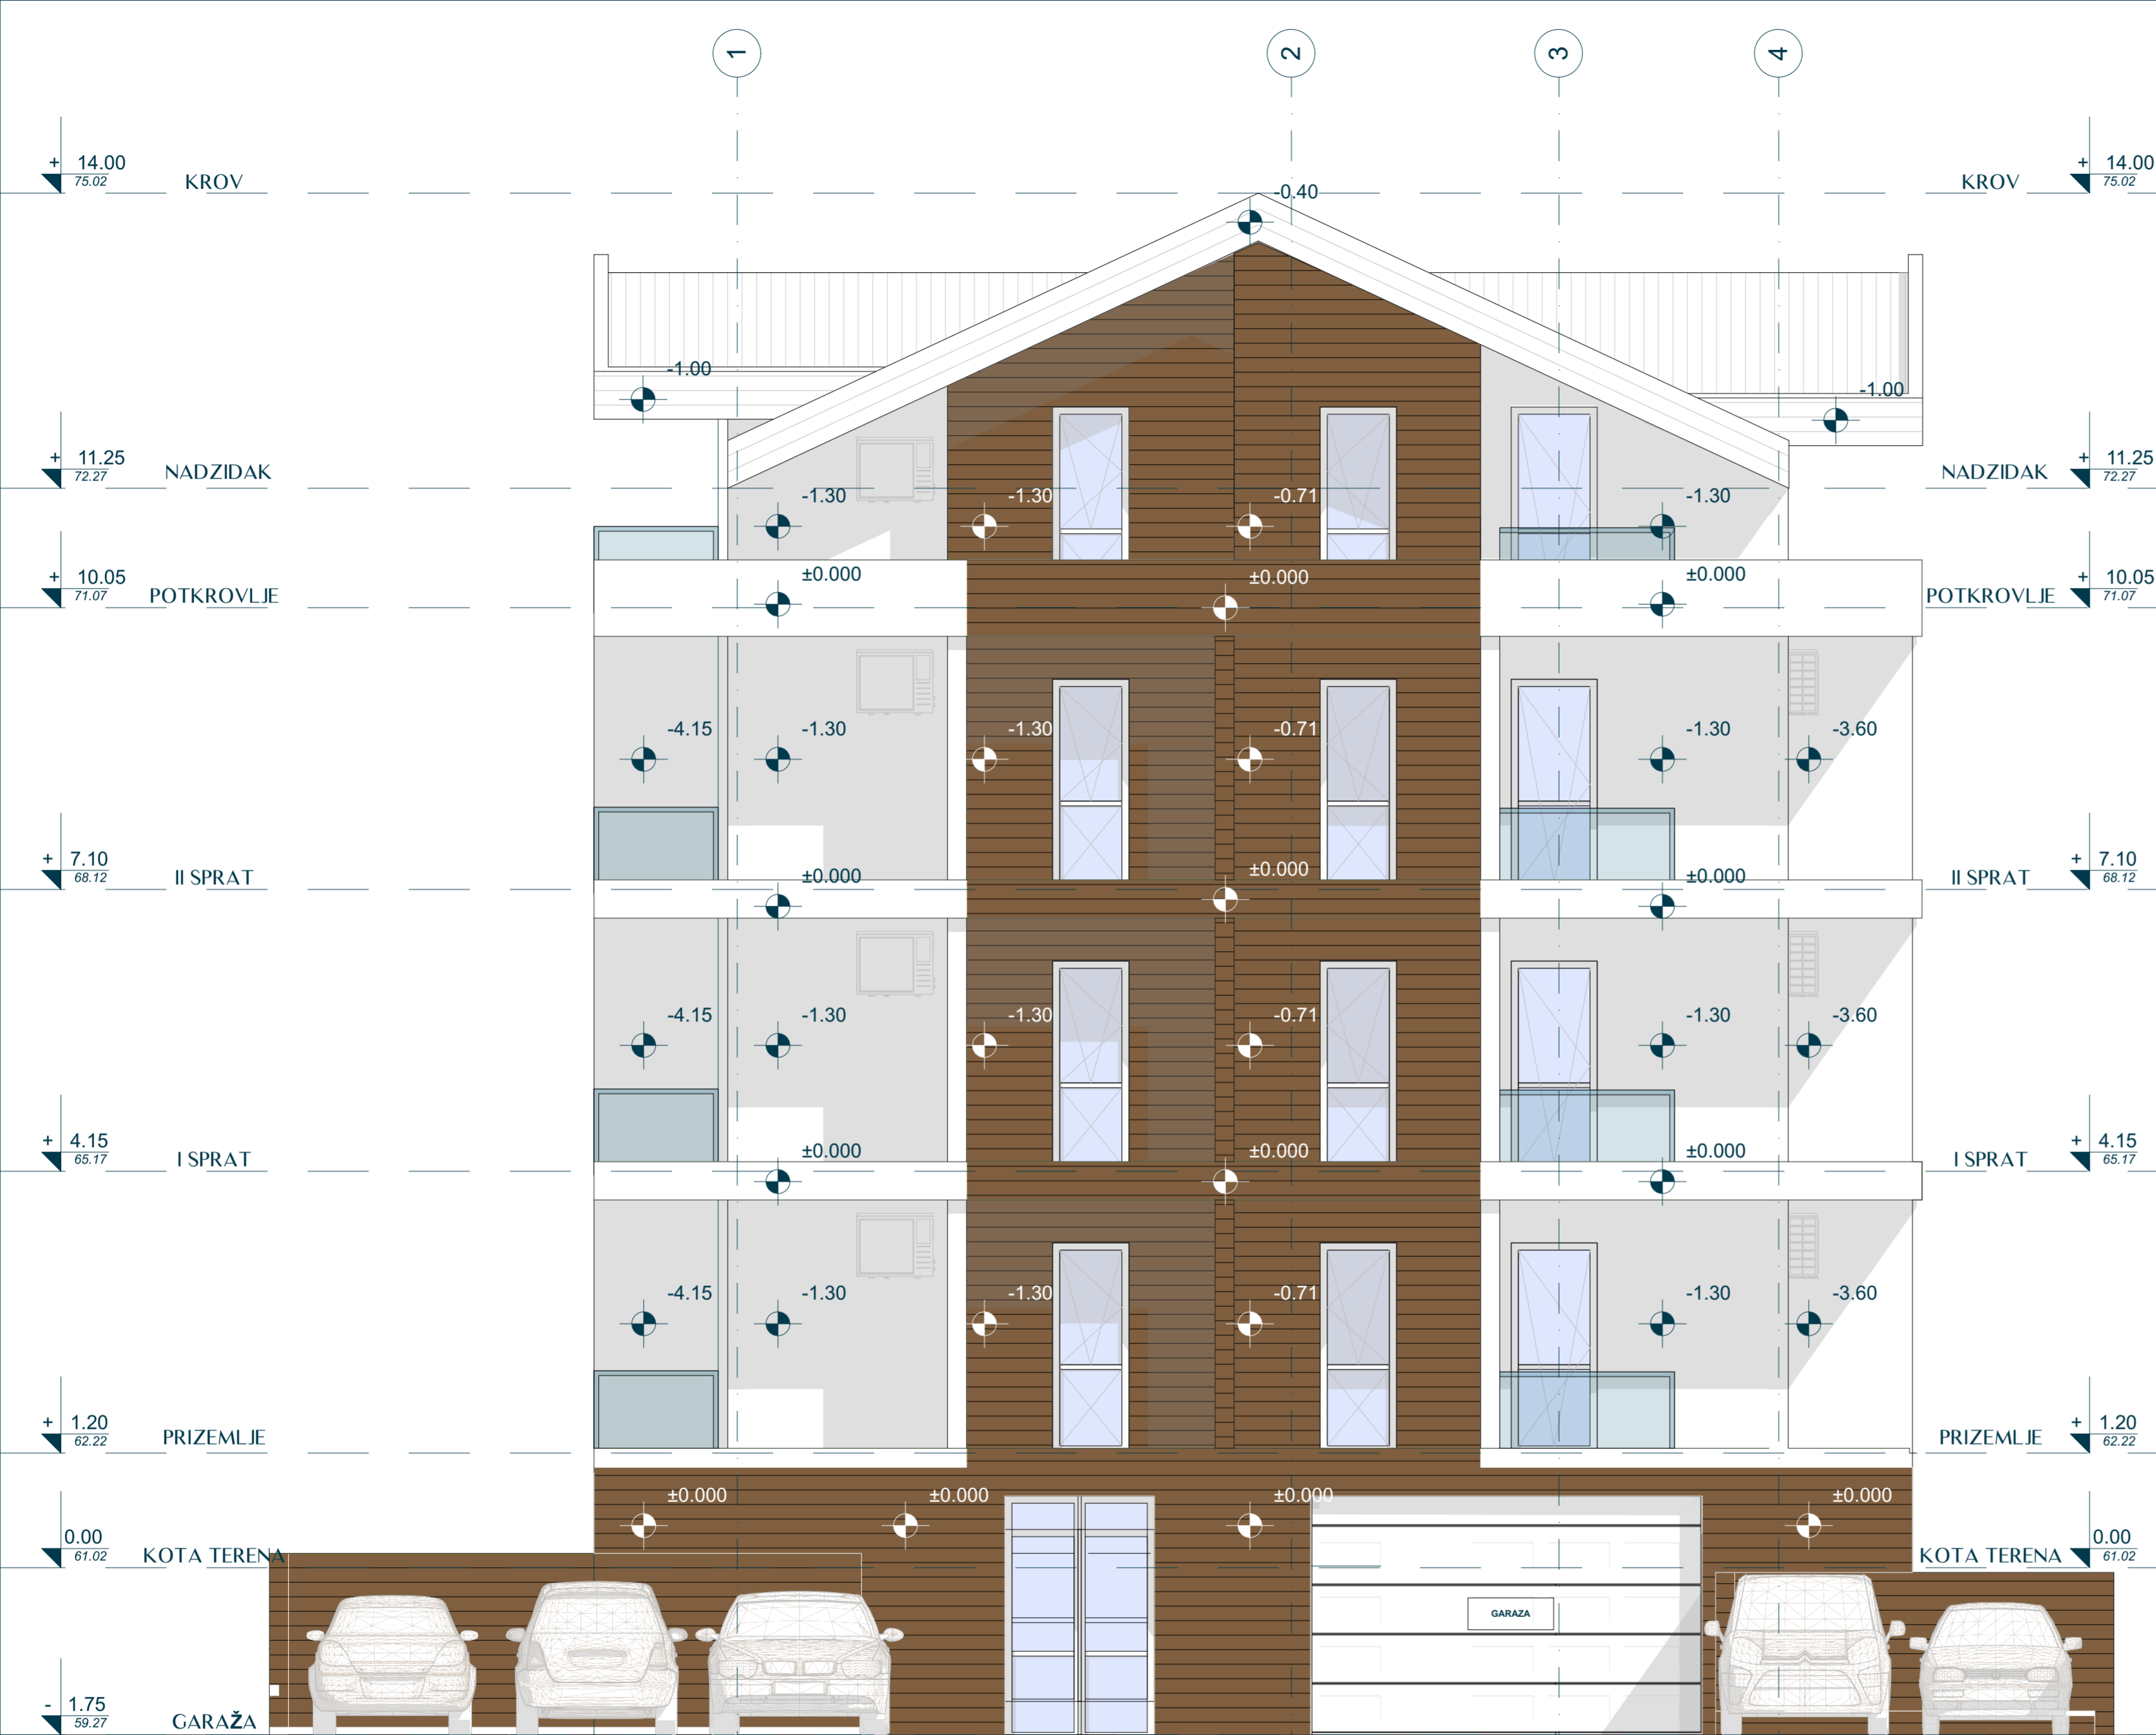 1 2 3 4
+ 14.00 KROV KROV + 14.00
75.02 75.02
-0.40
-1.00 -1.00
+ 11.25 NADZIDAK NADZIDAK + 11.25
72.27 72.27
-1.30 -1.30 -0.71 -1.30
+ 10.05 POTKROVLJE ±0.000 ±0.000 ±0.000 POTKROVLJE + 10.05
71.07 71.07
-4.15 -1.30 -1.30 -0.71 -1.30 -3.60
+ 7.10 II SPRAT ±0.000 ±0.000 ±0.000 II SPRAT + 7.10
68.12 68.12
-4.15 -1.30 -1.30 -0.71 -1.30 -3.60
+ 4.15 I SPRAT ±0.000 ±0.000 ±0.000 I SPRAT + 4.15
65.17 65.17
-4.15 -1.30 -1.30 -0.71 -1.30 -3.60
+ 1.20 PRIZEMLJE PRIZEMLJE + 1.20
62.22 62.22
±0.000 ±0.000 ±0.000 ±0.000
0.00 KOTA TERENA KOTA TERENA 0.00
61.02 61.02
GARAZA
- 1.75 GARAŽA
59.27